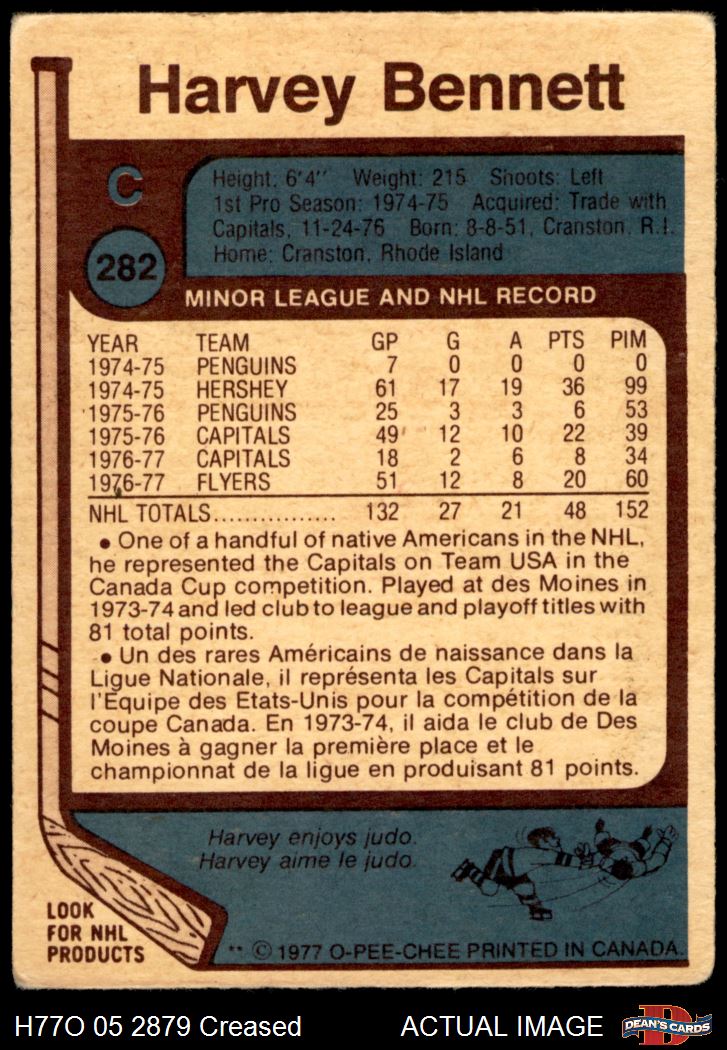 Harvey Bennett
C
Height: 6'4" Weight: 215 Shoots: Left
1st Pro Season: 1974-75 Acquired: Trade with
Capitals, 11-24-76 Born: 8-8-51, Cranston, R.I.
Home: Cranston, Rhode Island
282
MINOR LEAGUE AND NHL RECORD
YEAR TEAM GP G A PTS PIM
1974-75 PENGUINS 7 0 0 0 0
1974-75 HERSHEY 61 17 19 36 99
1975-76 PENGUINS 25 3 3 6 53
1975-76 CAPITALS 49 12 10 22 39
1976-77 CAPITALS 18 2 6 8 34
1976-77 FLYERS 51 12 8 20 60
NHL TOTALS................ 132 27 21 48 152
• One of a handful of native Americans in the NHL,
he represented the Capitals on Team USA in the
Canada Cup competition. Played at des Moines in
1973-74 and led club to league and playoff titles with
81 total points.
• Un des rares Américains de naissance dans la
Ligue Nationale, il représenta les Capitals sur
l'Equipe des Etats-Unis pour la compétition de la
coupe Canada. En 1973-74, il aida le club de Des
Moines à gagner la première place et le
championnat de la ligue en produisant 81 points.
Harvey enjoys judo.
Harvey aime le judo.
LOOK
FOR NHL
PRODUCTS
** © 1977 O-PEE-CHEE PRINTED IN CANADA.
H77O 05 2879 Creased ACTUAL IMAGE
D
DEAN'S CARDS